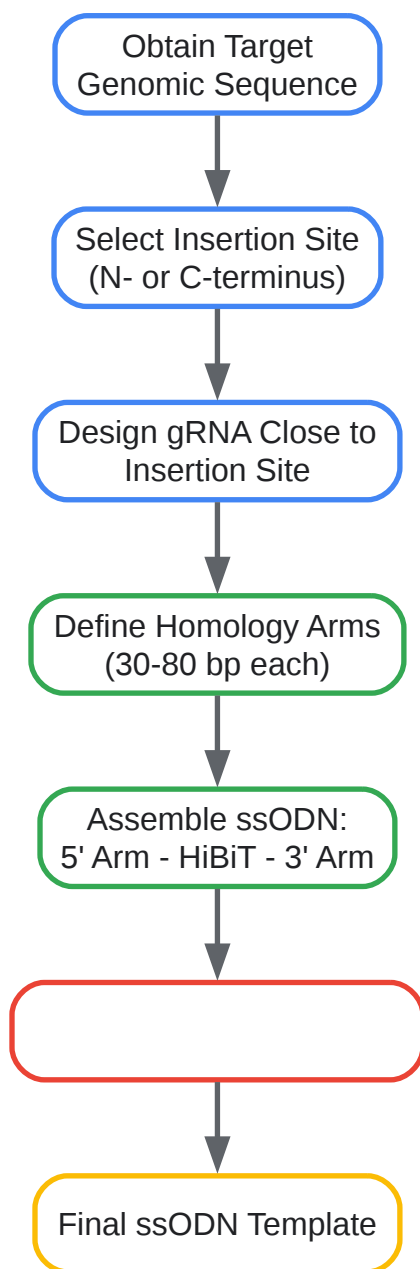 Obtain Target
Genomic Sequence
Select Insertion Site
(N- or C-terminus)
Design gRNA Close to
Insertion Site
Define Homology Arms
(30-80 bp each)
Assemble ssODN:
5' Arm - HiBiT - 3' Arm
Final ssODN Template